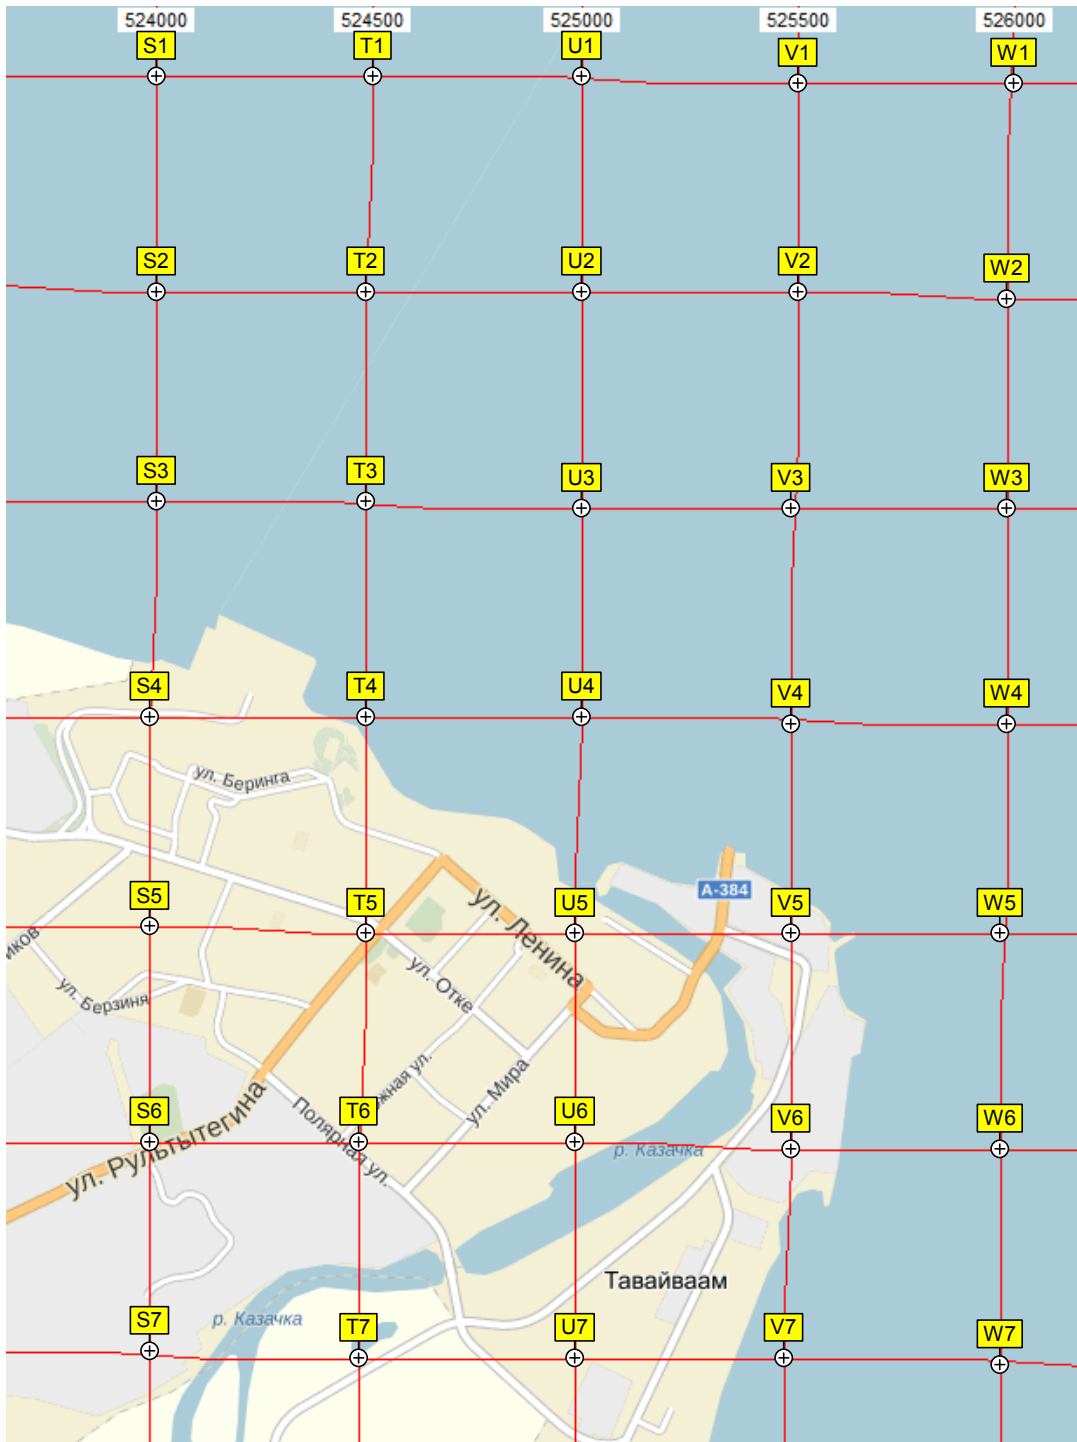 524000 524500 525000 525500 526000
S1 T1 U1 V1 W1
S2 T2 U2 V2 W2
S3 T3 U3 V3 W3
S4 T4 U4 V4 W4
ул. Беринга
А-384
S5 T5 U5 V5 W5
ул. Ленина
иков
ул. Отке
ул. Берзиня
жная ул.
ул. Мира
S6 T6 U6 V6 W6
Полярная ул.
ул. Рультытегина
р. Казачка
Тавайваам
р. Казачка
S7 T7 U7 V7 W7